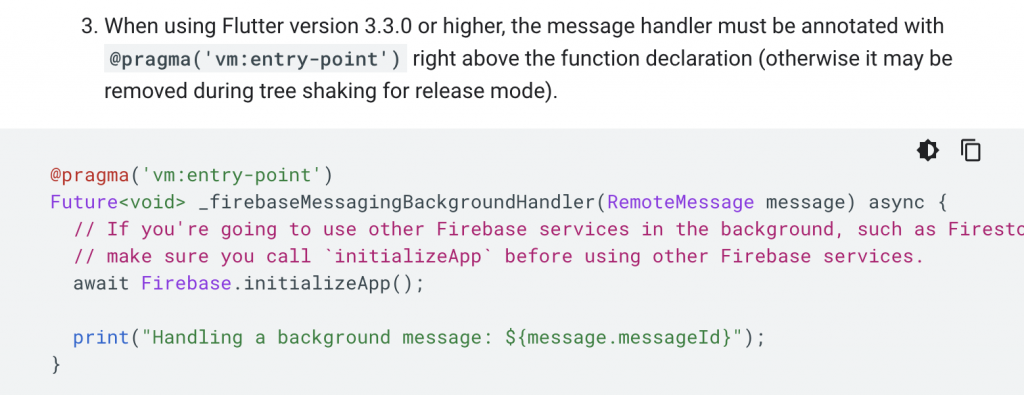 3. When using Flutter version 3.3.0 or higher, the message handler must be annotated with
@pragma('vm:entry-point') right above the function declaration (otherwise it may be
removed during tree shaking for release mode).
@pragma('vm:entry-point')
Future<void> _firebaseMessagingBackgroundHandler(RemoteMessage message) async {
  // If you're going to use other Firebase services in the background, such as Firesto
  // make sure you call `initializeApp` before using other Firebase services.
  await Firebase.initializeApp();
  print("Handling a background message: ${message.messageId}");
}